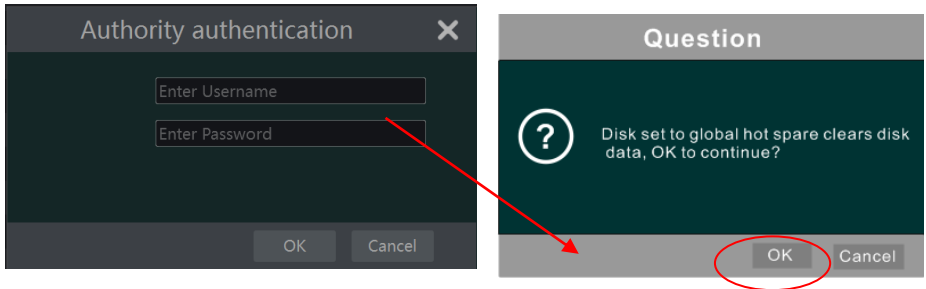 Authority authentication
Enter Username
Enter Password
OK Cancel
Question
?
Disk set to global hot spare clears disk
data, OK to continue?
OK Cancel